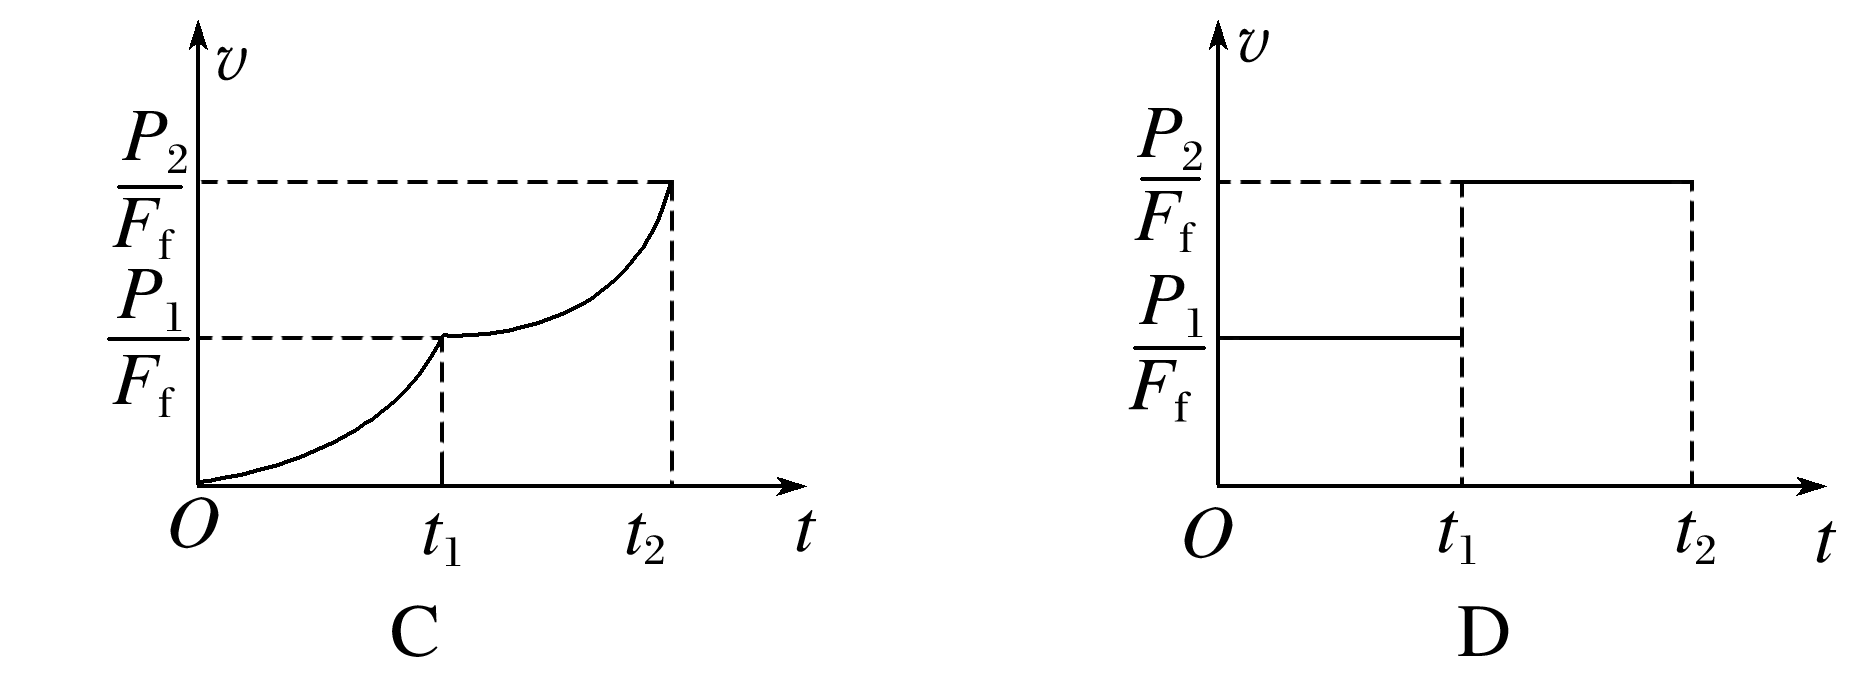 v
P₂/F_f
P₁/F_f
O t₁ t₂ t
C
v
P₂/F_f
P₁/F_f
O t₁ t₂ t
D